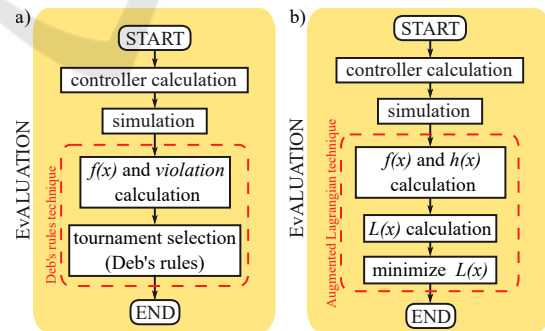 a)
START
controller calculation
simulation
f(x) and violation
calculation
tournament selection
(Deb's rules)
END
EvALUATION
Deb's rules technique
b)
START
controller calculation
simulation
f(x) and h(x)
calculation
L(x) calculation
minimize L(x)
END
EvALUATION
Augmented Lagrangian technique